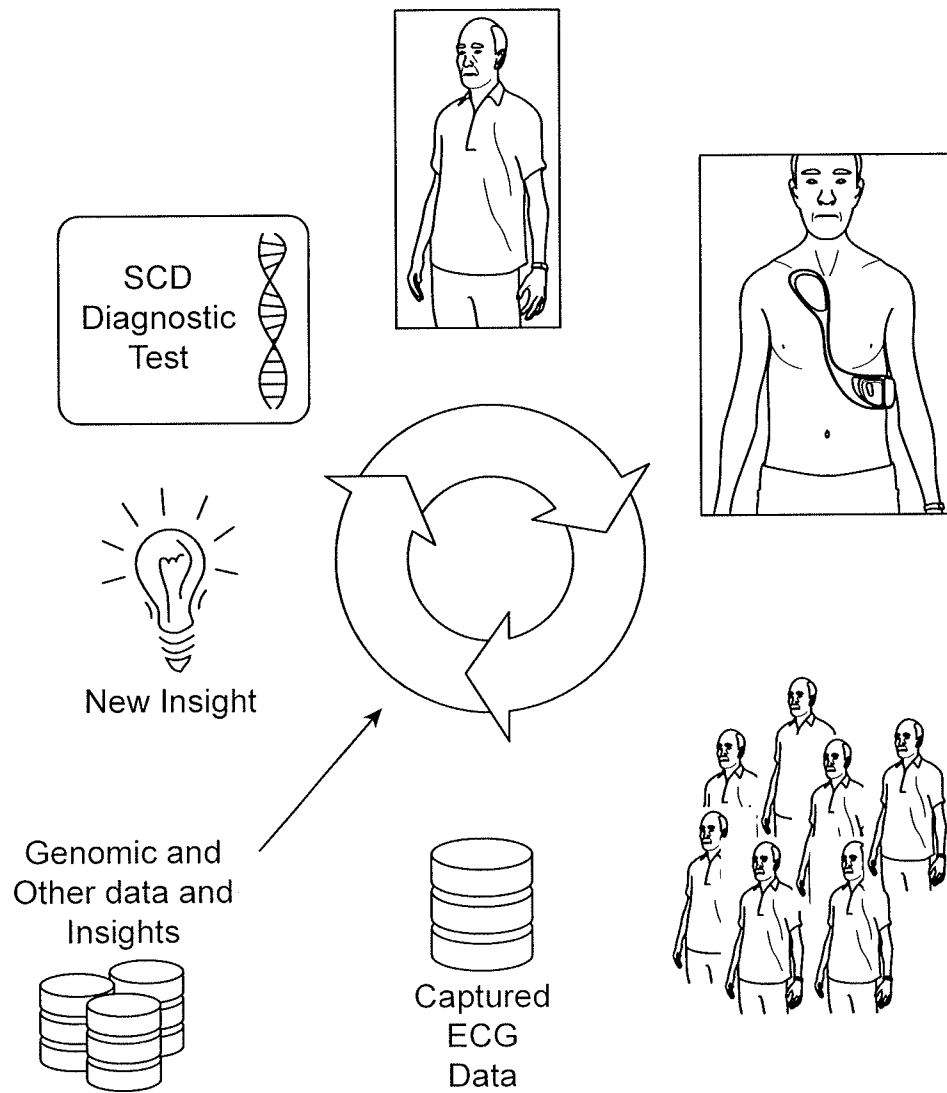 SCD
Diagnostic
Test
New Insight
Genomic and
Other data and
Insights
Captured
ECG
Data